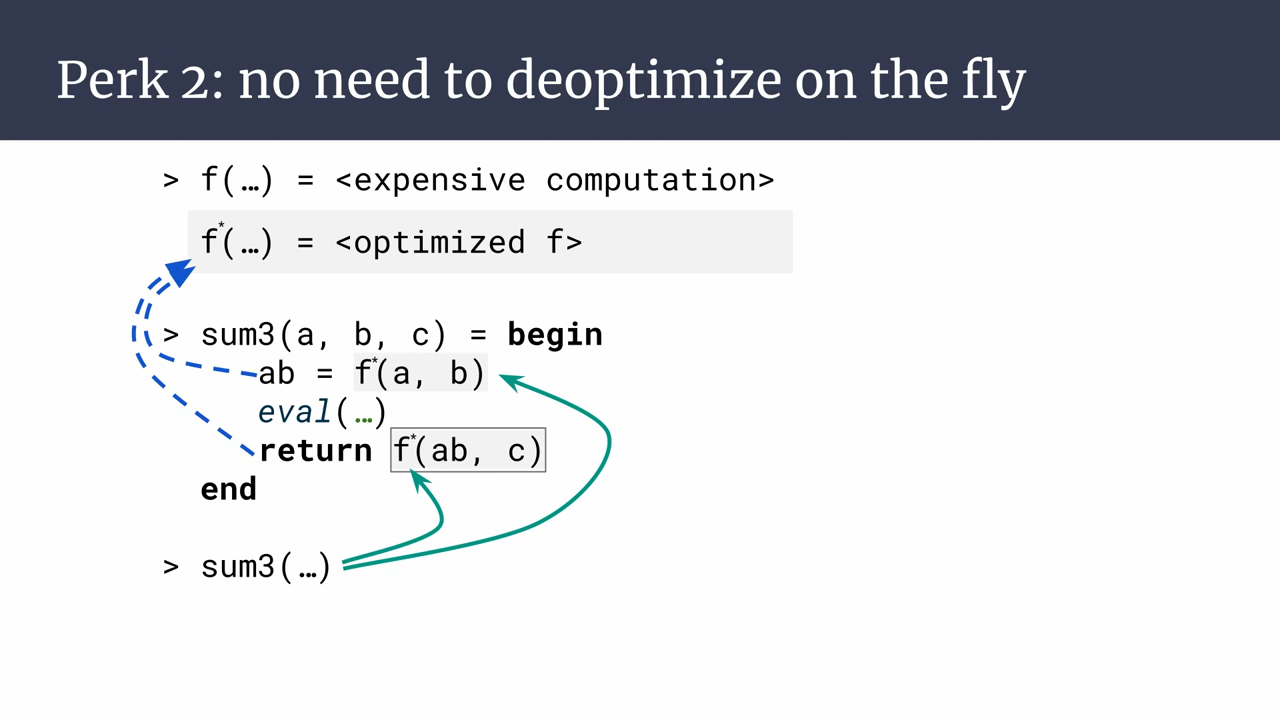 Perk 2: no need to deoptimize on the fly
> f(…) = <expensive computation>
f*(…) = <optimized f>
> sum3(a, b, c) = begin
ab = f*(a, b)
eval(…)
return f*(ab, c)
end
> sum3(…)